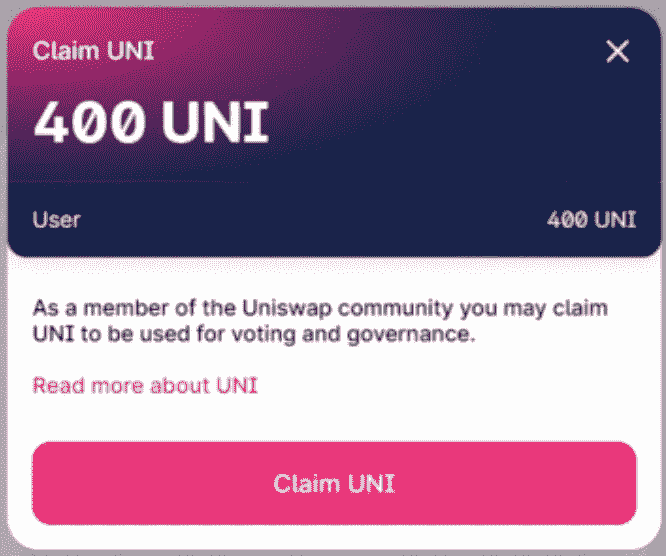 Claim UNI
400 UNI
User 400 UNI
As a member of the Uniswap community you may claim
UNI to be used for voting and governance.
Read more about UNI
Claim UNI